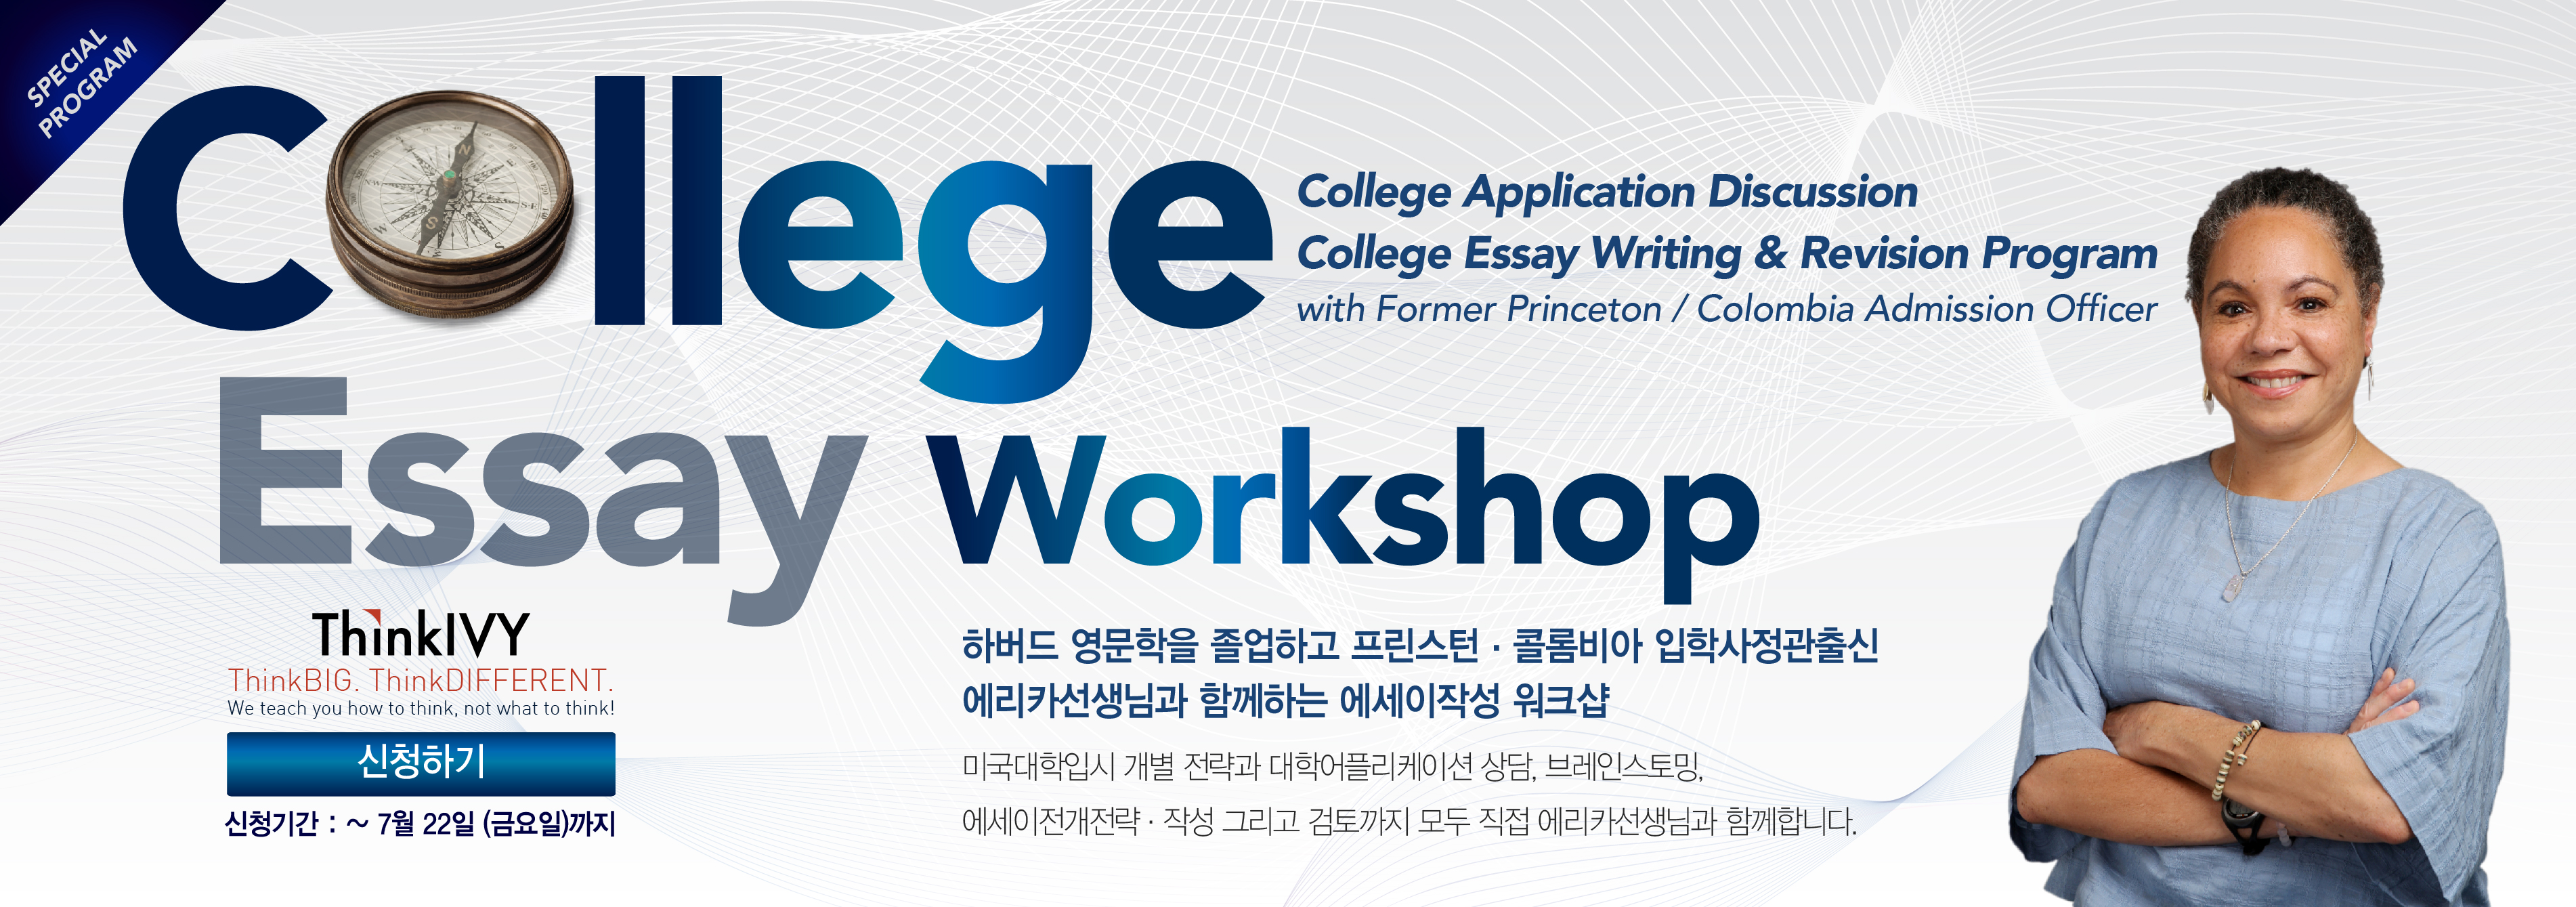 SPECIAL
PROGRAM
College
Essay Workshop
College Application Discussion
College Essay Writing & Revision Program
with Former Princeton / Colombia Admission Officer
ThinkIVY
ThinkBIG. ThinkDIFFERENT.
We teach you how to think, not what to think!
신청하기
신청기간 : ~ 7월 22일 (금요일)까지
하버드 영문학을 졸업하고 프린스턴 · 콜롬비아 입학사정관출신
에리카선생님과 함께하는 에세이작성 워크샵
미국대학입시 개별 전략과 대학어플리케이션 상담, 브레인스토밍,
에세이전개전략 · 작성 그리고 검토까지 모두 직접 에리카선생님과 함께합니다.